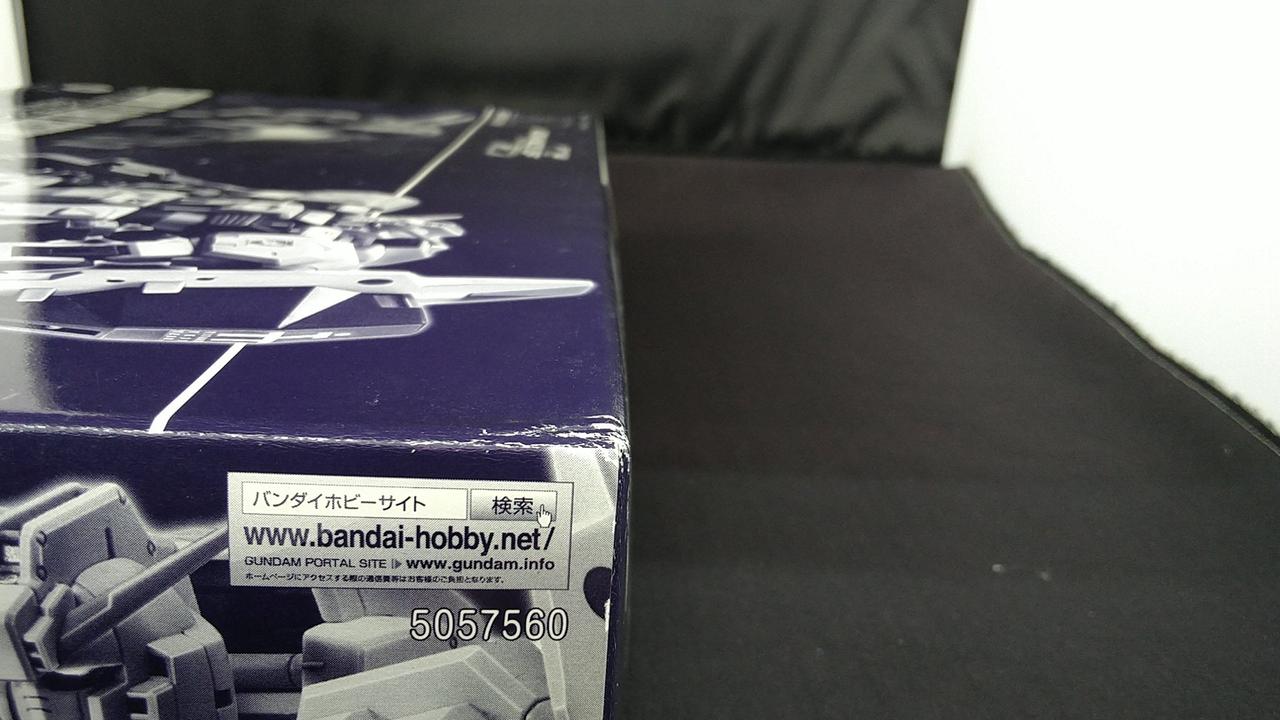 バンダイホビーサイト 検索
www.bandai-hobby.net/
GUNDAM PORTAL SITE ▶ www.gundam.info
ホームページにアクセスする際の通信費等はお客様のご負担となります。
5057560